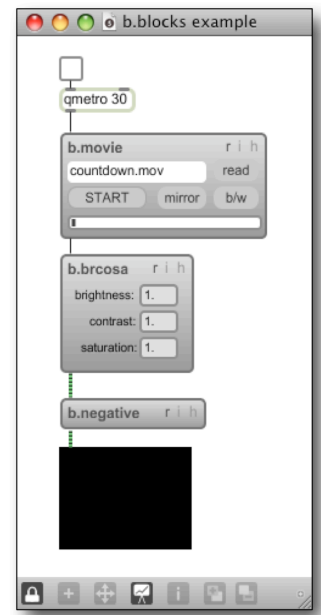 b.blocks example
qmetro 30
b.movie r i h
countdown.mov read
START mirror b/w
b.brcosa r i h
brightness: 1.
contrast: 1.
saturation: 1.
b.negative r i h